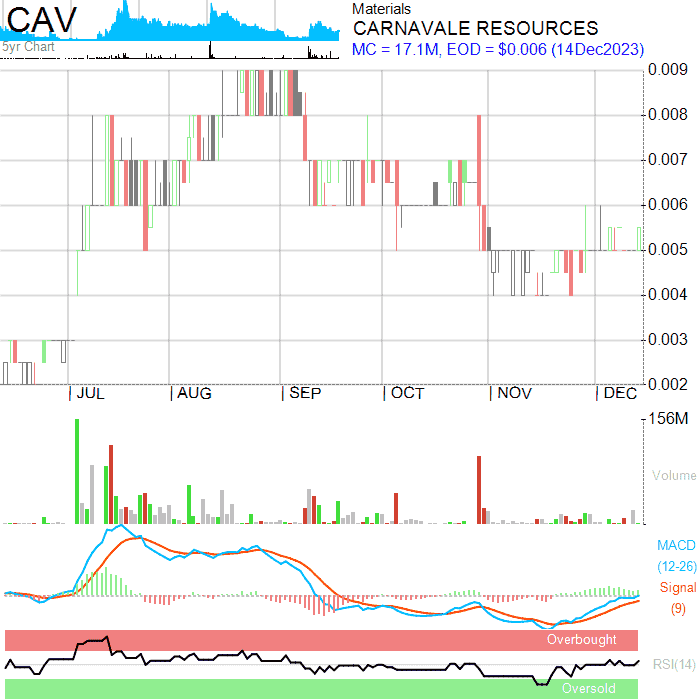 CAV
5yr Chart
Materials
CARNAVALE RESOURCES
MC = 17.1M, EOD = $0.006 (14Dec2023)
0.009
0.008
0.007
0.006
0.005
0.004
0.003
0.002
JUL AUG SEP OCT NOV DEC
156M
Volume
MACD
(12-26)
Signal
(9)
Overbought
RSI(14)
Oversold